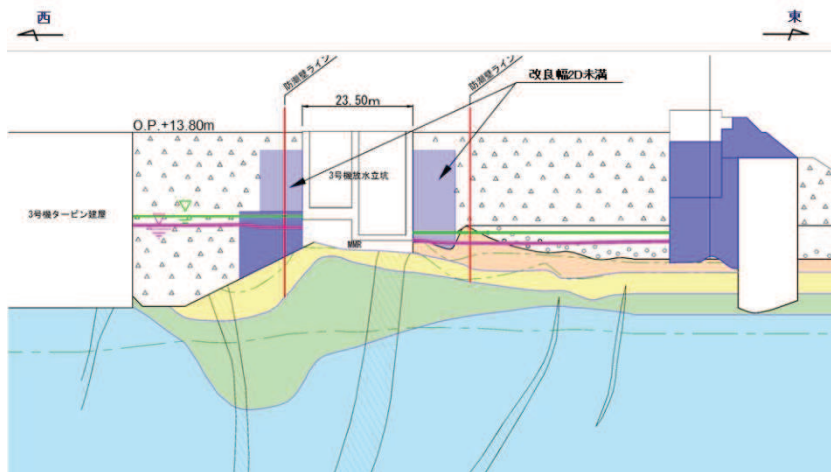 西
東
防潮壁ライン
防潮壁ライン
改良幅2D未満
23.50m
O.P.+13.80m
3号機放水立坑
3号機タービン建屋
MMR